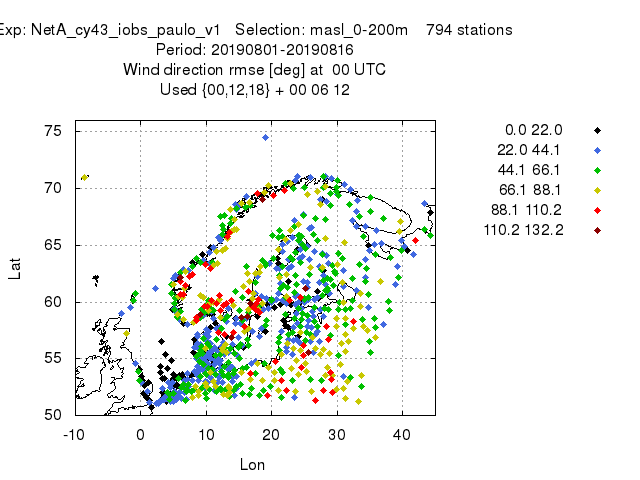 Exp: NetA_cy43_iobs_paulo_v1 Selection: masl_0-200m 794 stations
Period: 20190801-20190816
Wind direction rmse [deg] at 00 UTC
Used {00,12,18} + 00 06 12
0.0 22.0
22.0 44.1
44.1 66.1
66.1 88.1
88.1 110.2
110.2 132.2
75
70
65
60
55
50
Lat
-10 0 10 20 30 40
Lon